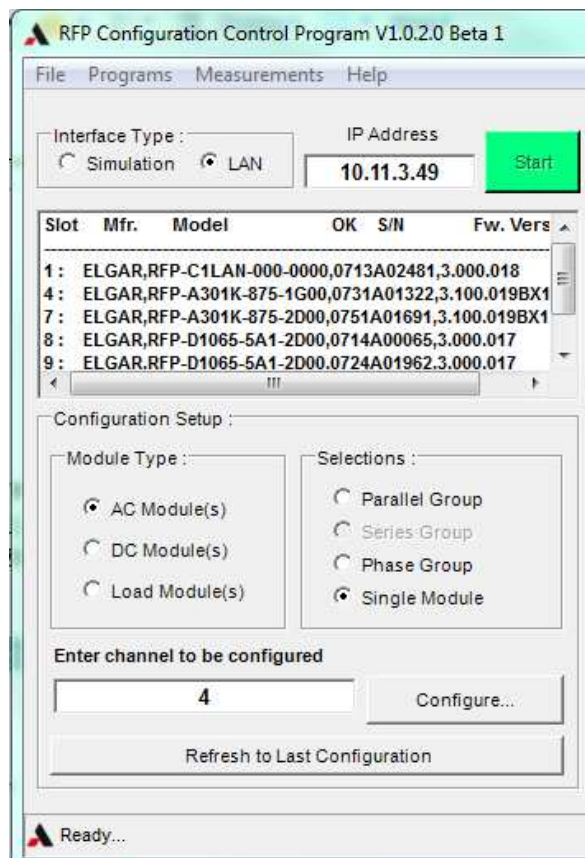 RFP Configuration Control Program V1.0.2.0 Beta 1
File Programs Measurements Help
Interface Type :
Simulation LAN
IP Address
10.11.3.49
Start
Slot Mfr. Model OK S/N Fw. Vers
1 : ELGAR,RFP-C1LAN-000-0000,0713A02481,3.000.018
4 : ELGAR,RFP-A301K-875-1G00,0731A01322,3.100.019BX1
7 : ELGAR,RFP-A301K-875-2D00,0751A01691,3.100.019BX1
8 : ELGAR,RFP-D1065-5A1-2D00,0714A00065,3.000.017
9 : ELGAR,RFP-D1065-5A1-2D00,0724A01962,3.000.017
Configuration Setup :
Module Type :
AC Module(s)
DC Module(s)
Load Module(s)
Selections :
Parallel Group
Series Group
Phase Group
Single Module
Enter channel to be configured
4
Configure...
Refresh to Last Configuration
Ready...